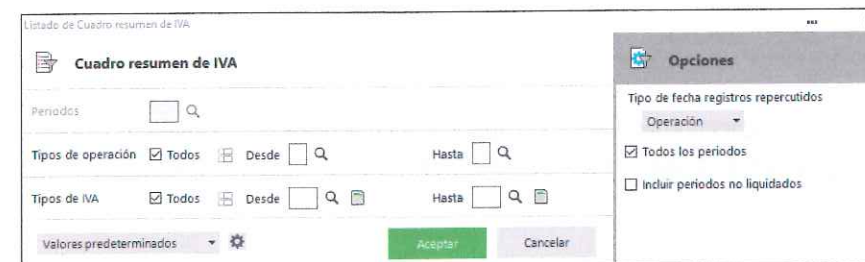 Listado de Cuadro resumen de IVA
Cuadro resumen de IVA
Periodos
Tipos de operación Todos Desde Hasta
Tipos de IVA Todos Desde Hasta
Valores predeterminados
Aceptar Cancelar
Opciones
Tipo de fecha registros repercutidos
Operación
Todos los periodos
Incluir periodos no liquidados